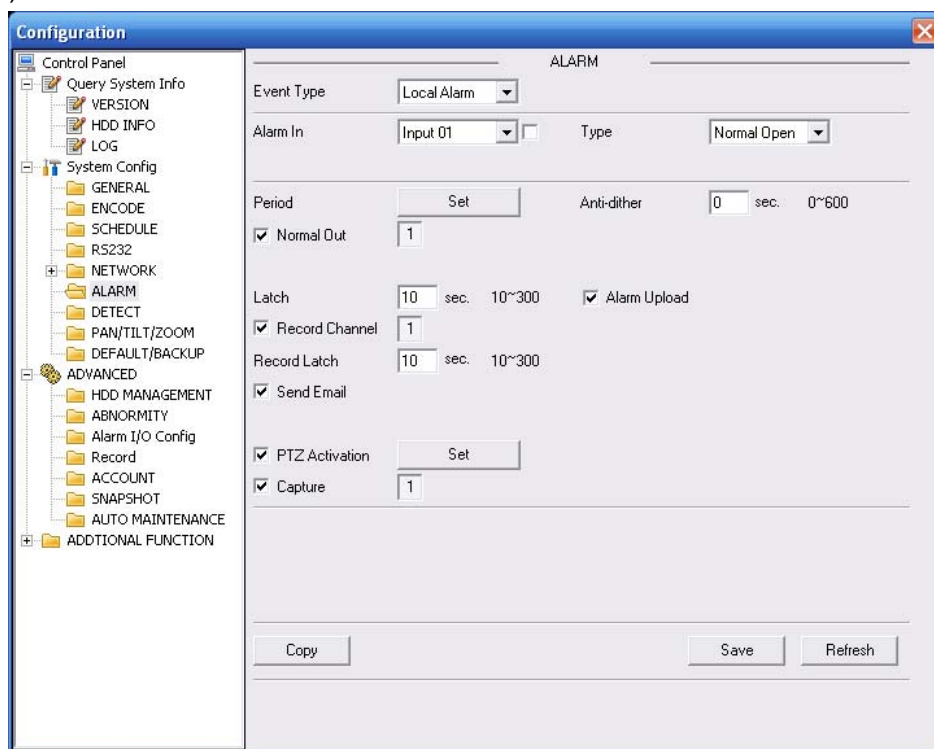 )
Configuration
Control Panel
Query System Info
VERSION
HDD INFO
LOG
System Config
GENERAL
ENCODE
SCHEDULE
RS232
NETWORK
ALARM
DETECT
PAN/TILT/ZOOM
DEFAULT/BACKUP
ADVANCED
HDD MANAGEMENT
ABNORMITY
Alarm I/O Config
Record
ACCOUNT
SNAPSHOT
AUTO MAINTENANCE
ADDTIONAL FUNCTION
ALARM
Event Type Local Alarm
Alarm In Input 01 Type Normal Open
Period Set Anti-dither 0 sec. 0~600
Normal Out 1
Latch 10 sec. 10~300 Alarm Upload
Record Channel 1
Record Latch 10 sec. 10~300
Send Email
PTZ Activation Set
Capture 1
Copy Save Refresh